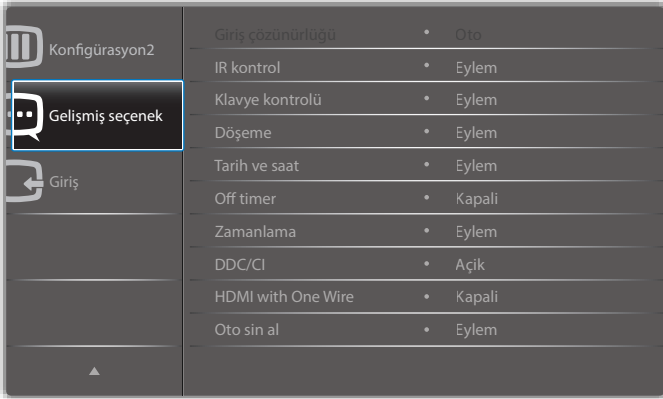 Konfigürasyon2
Gelişmiş seçenek
Giriş
Giriş çözünürlüğü • Oto
IR kontrol • Eylem
Klavye kontrolü • Eylem
Döşeme • Eylem
Tarih ve saat • Eylem
Off timer • Kapali
Zamanlama • Eylem
DDC/CI • Açik
HDMI with One Wire • Kapali
Oto sin al • Eylem